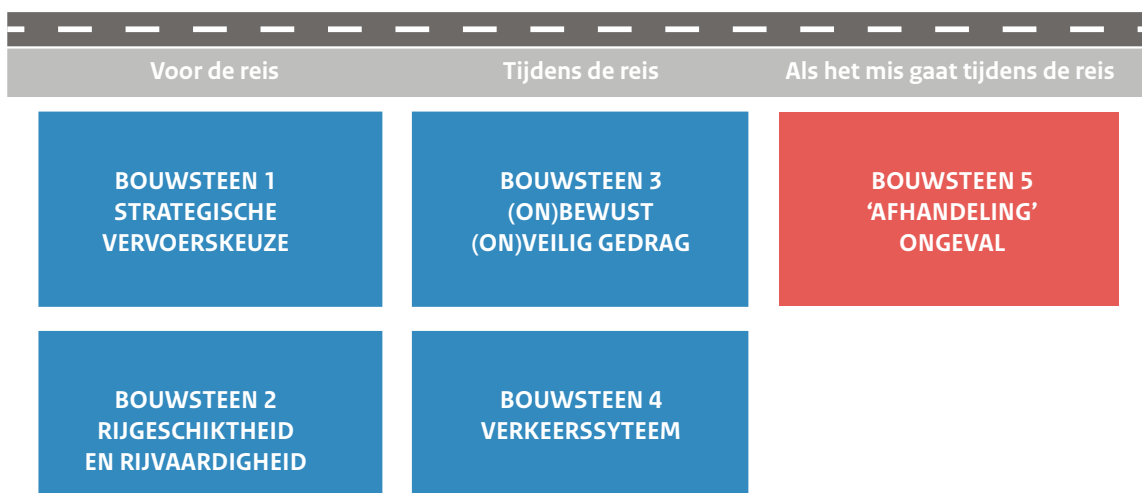 Voor de reis
Tijdens de reis
Als het mis gaat tijdens de reis
BOUWSTEEN 1
STRATEGISCHE
VERVOERSKEUZE
BOUWSTEEN 3
(ON)BEWUST
(ON)VEILIG GEDRAG
BOUWSTEEN 5
‘AFHANDELING’
ONGEVAL
BOUWSTEEN 2
RIJGESCHIKTHEID
EN RIJVAARDIGHEID
BOUWSTEEN 4
VERKEERSSYTEEM